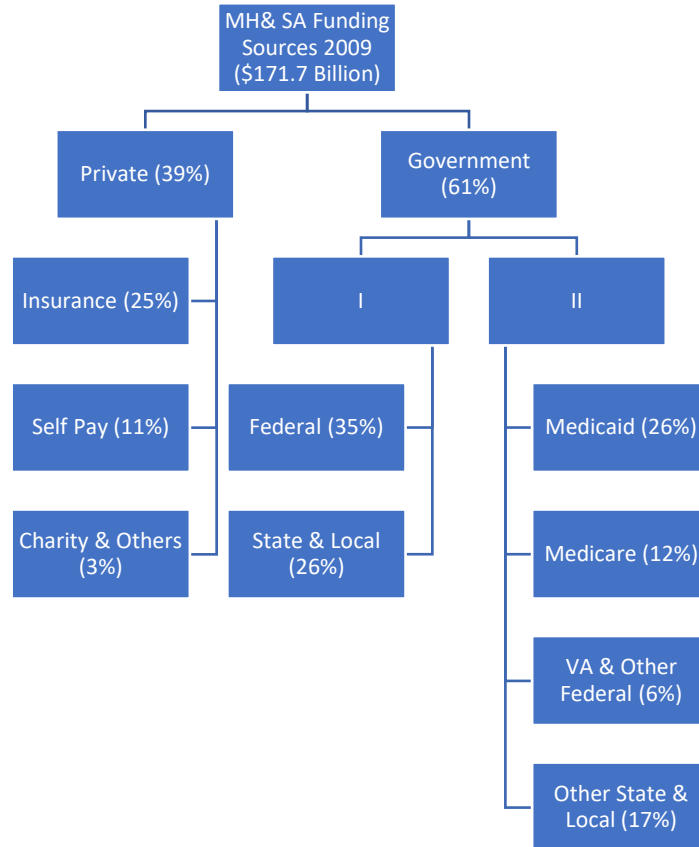 MH& SA Funding
Sources 2009
($171.7 Billion)
Private (39%)
Government
(61%)
Insurance (25%)
I
II
Self Pay (11%)
Federal (35%)
Medicaid (26%)
Charity & Others
(3%)
State & Local
(26%)
Medicare (12%)
VA & Other
Federal (6%)
Other State &
Local (17%)